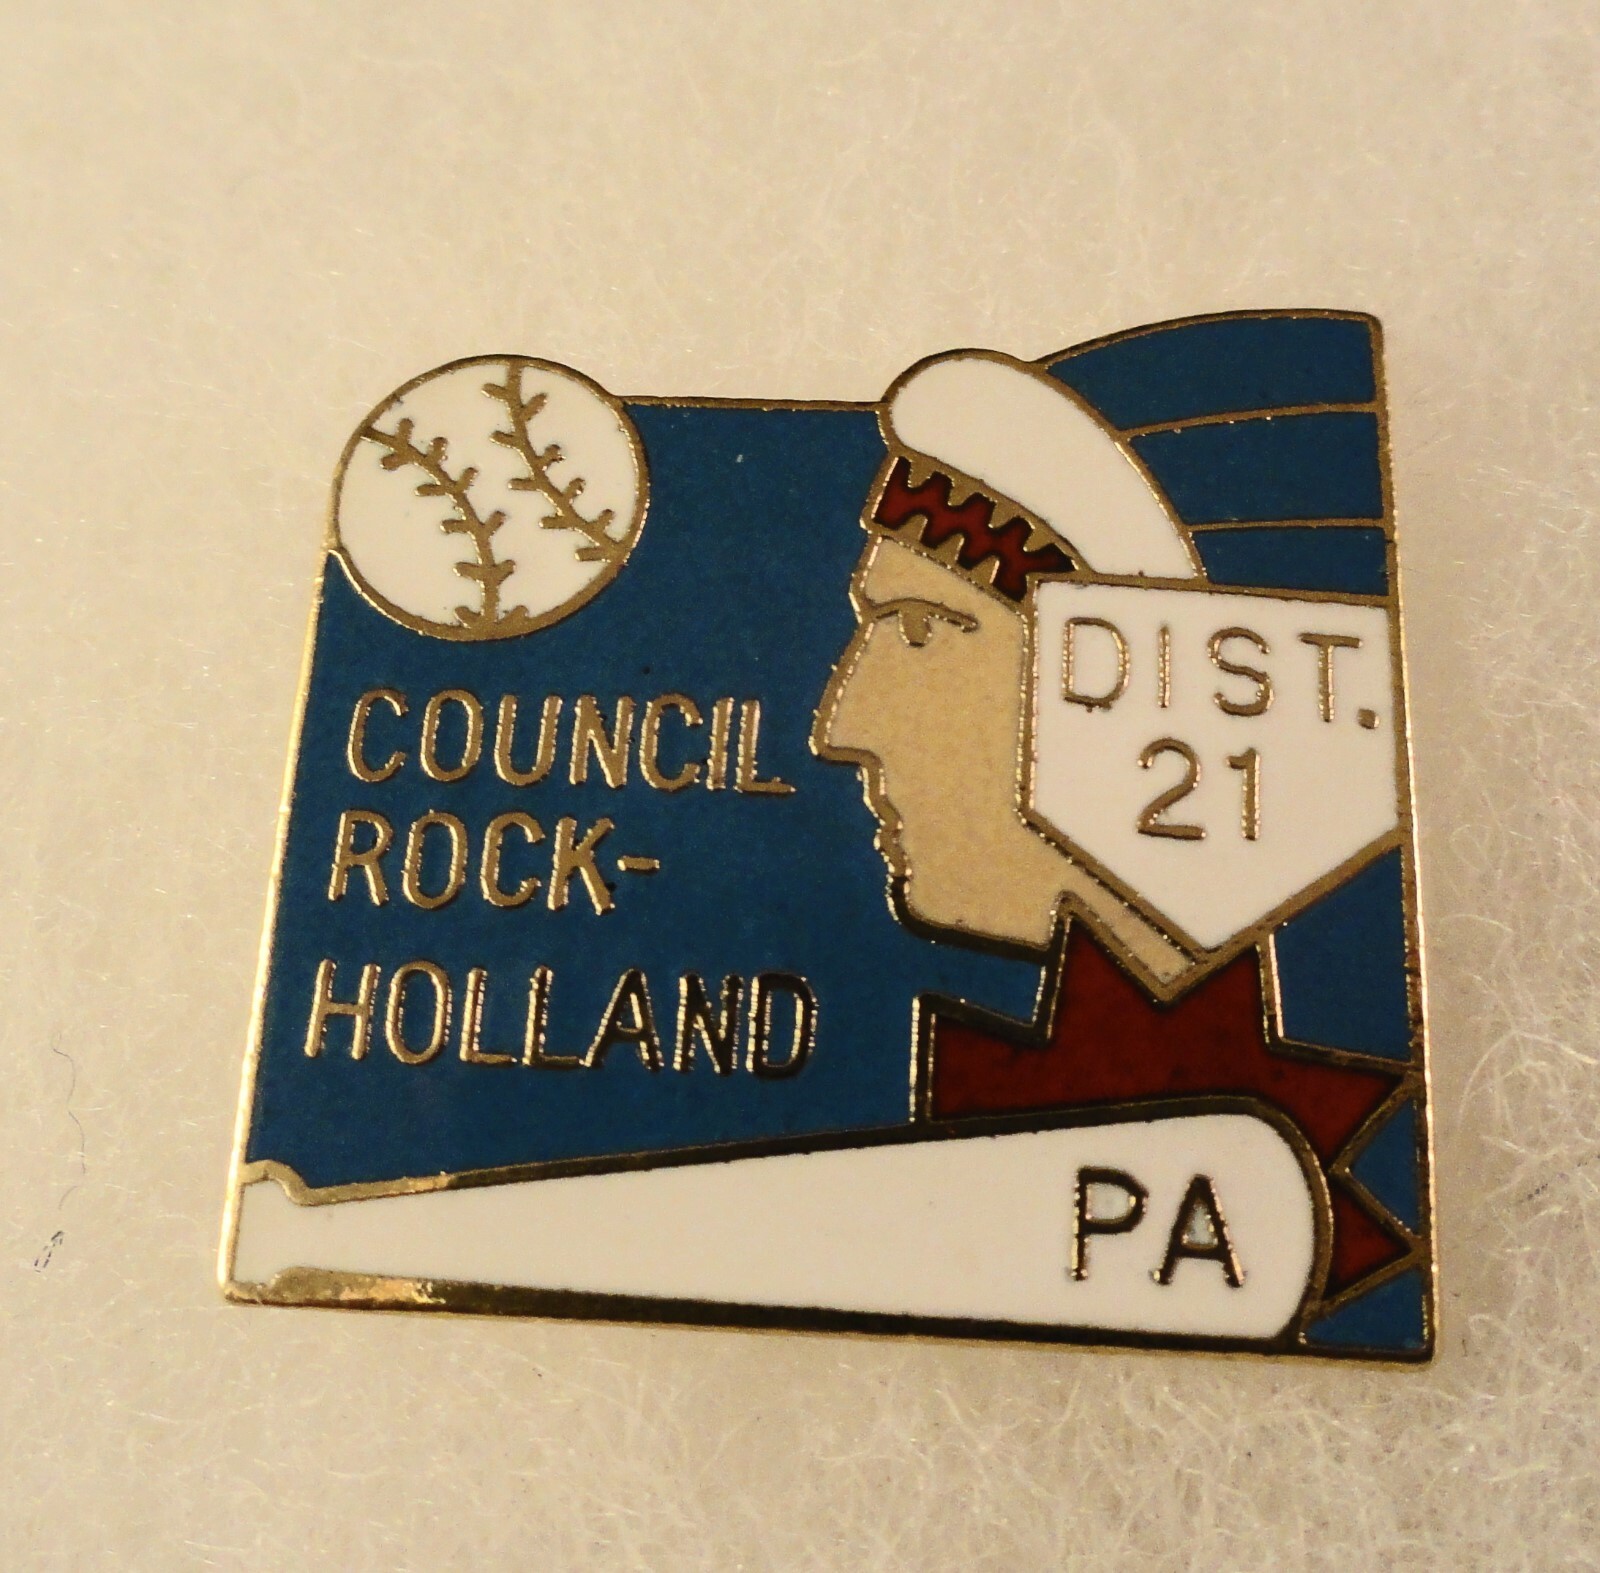 COUNCIL
ROCK-
HOLLAND
DIST.
21
PA